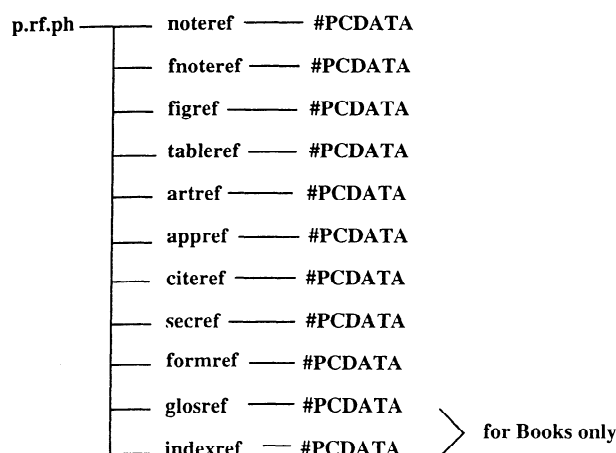 p.rf.ph noteref #PCDATA
fnoteref #PCDATA
figref #PCDATA
tableref #PCDATA
artref #PCDATA
appref #PCDATA
citeref #PCDATA
secref #PCDATA
formref #PCDATA
glosref #PCDATA
for Books only
indexref #PCDATA